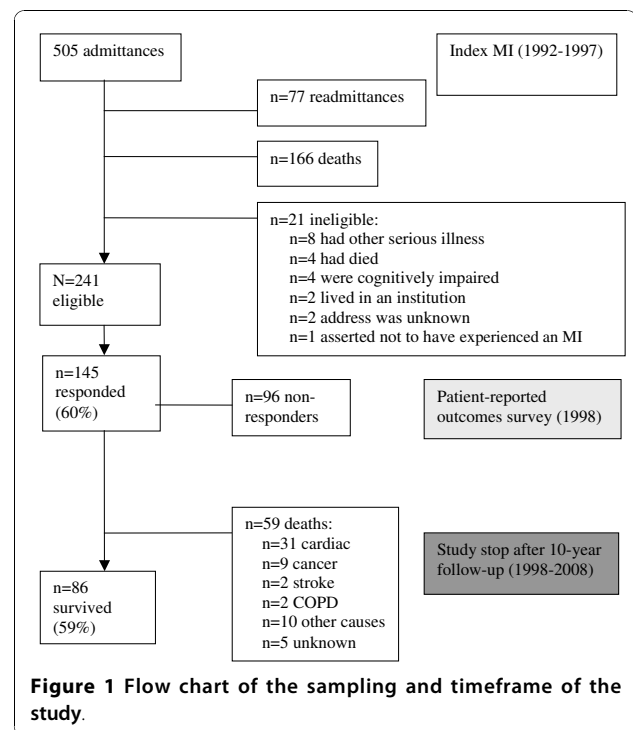 505 admittances
Index MI (1992-1997)
n=77 readmittances
n=166 deaths
n=21 ineligible:
n=8 had other serious illness
n=4 had died
n=4 were cognitively impaired
n=2 lived in an institution
n=2 address was unknown
n=1 asserted not to have experienced an MI
N=241
eligible
n=145
responded
(60%)
n=96 non-
responders
Patient-reported
outcomes survey (1998)
n=59 deaths:
n=31 cardiac
n=9 cancer
n=2 stroke
n=2 COPD
n=10 other causes
n=5 unknown
Study stop after 10-year
follow-up (1998-2008)
n=86
survived
(59%)
Figure 1 Flow chart of the sampling and timeframe of the
study.